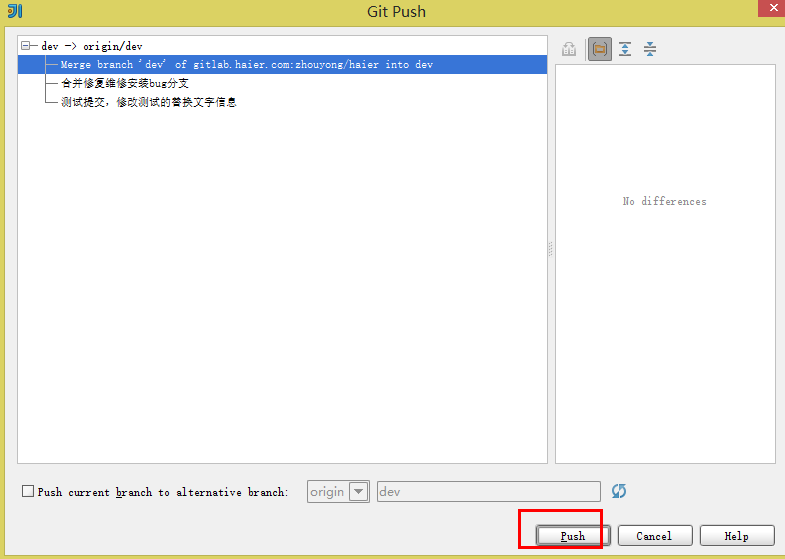 Git Push
dev -> origin/dev
Merge branch 'dev' of gitlab.haier.com:zhouyong/haier into dev
合并修复维修安装bug分支
测试提交，修改测试的替换文字信息
No differences
Push current branch to alternative branch: origin dev
Push Cancel Help